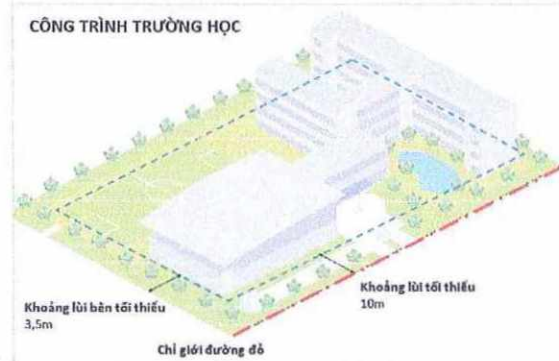 CÔNG TRÌNH TRƯỜNG HỌC
Khoảng lùi bên tối thiểu
3,5m
Khoảng lùi tối thiểu
10m
Chỉ giới đường đỏ